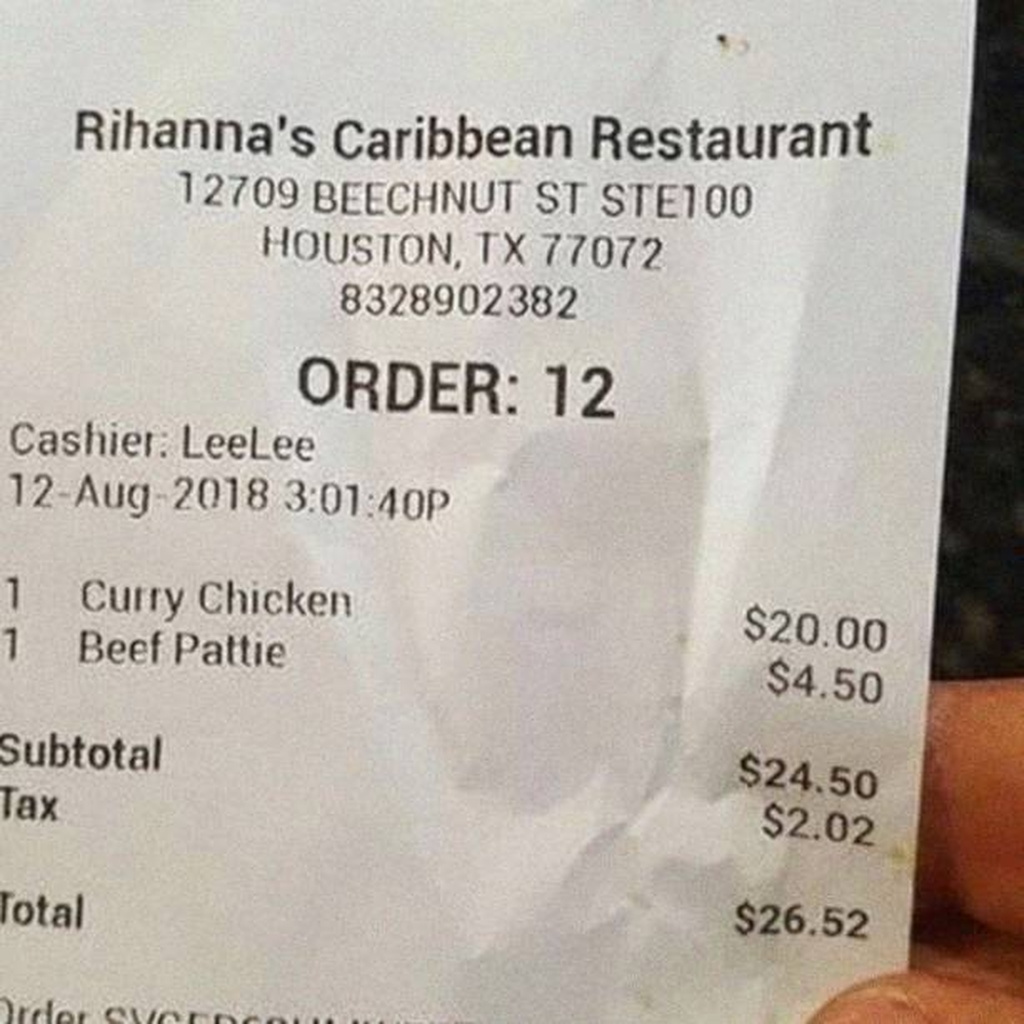 Rihanna's Caribbean Restaurant
12709 BEECHNUT ST STE100
HOUSTON, TX 77072
8328902382
ORDER: 12
Cashier: LeeLee
12-Aug-2018 3:01:40P
1 Curry Chicken $20.00
1 Beef Pattie $4.50
Subtotal $24.50
Tax $2.02
Total $26.52
Order